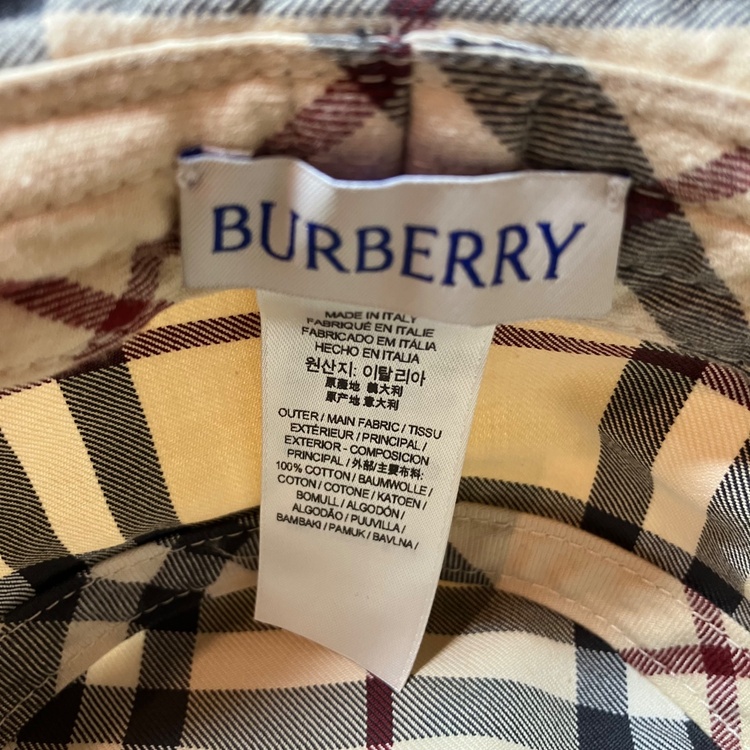 BURBERRY
MADE IN ITALY
FABRIQUÉ EN ITALIE
FABRICADO EM ITÁLIA
HECHO EN ITALIA
원산지: 이탈리아
原產地 義大利
原产地 意大利
OUTER / MAIN FABRIC / TISSU
EXTÉRIEUR / PRINCIPAL /
EXTERIOR - COMPOSICION
PRINCIPAL / 外部/主要布料:
100% COTTON / BAUMWOLLE /
COTON / COTONE / KATOEN /
BOMULL / ALGODÓN /
ALGODÃO / PUUVILLA /
BAMBAKI / PAMUK / BAVLNA /